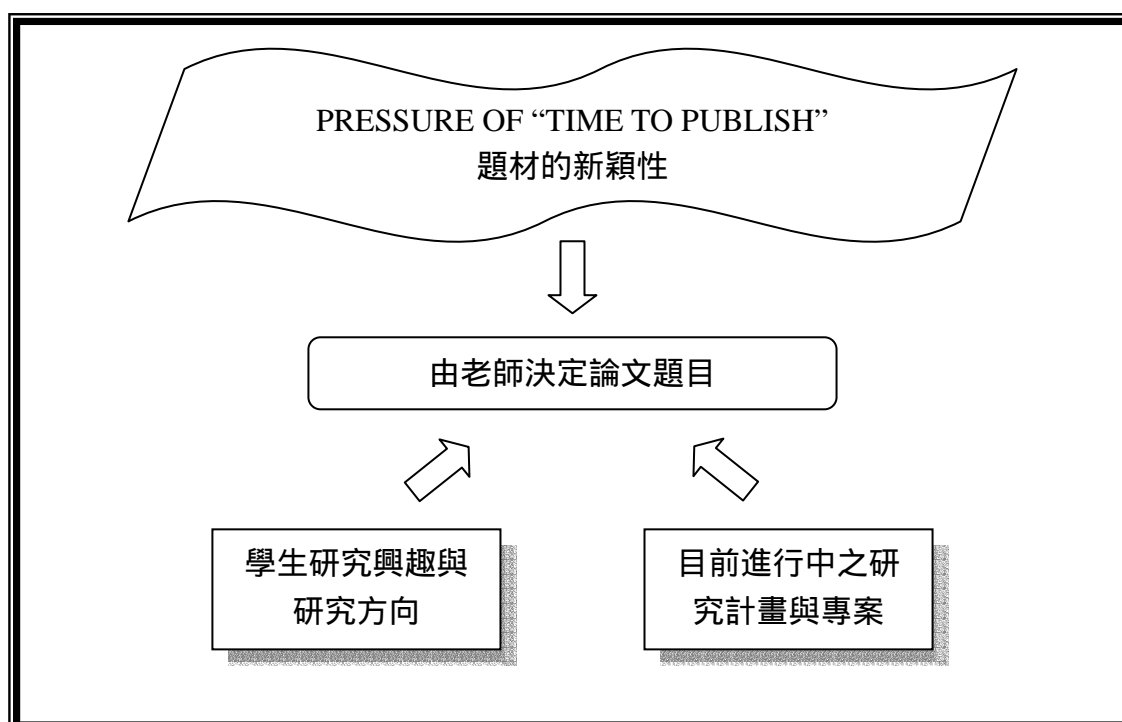 PRESSURE OF “TIME TO PUBLISH”
題材的新穎性
由老師決定論文題目
學生研究興趣與
研究方向
目前進行中之研
究計畫與專案